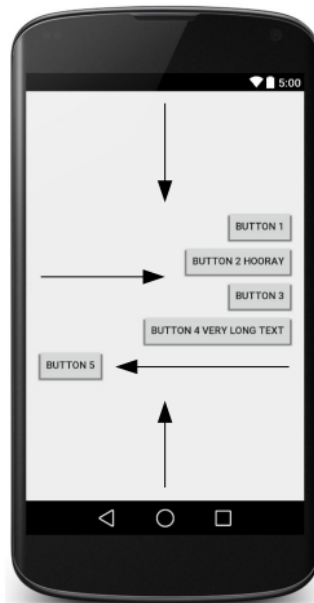 5:00
BUTTON 1
BUTTON 2 HOORAY
BUTTON 3
BUTTON 4 VERY LONG TEXT
BUTTON 5